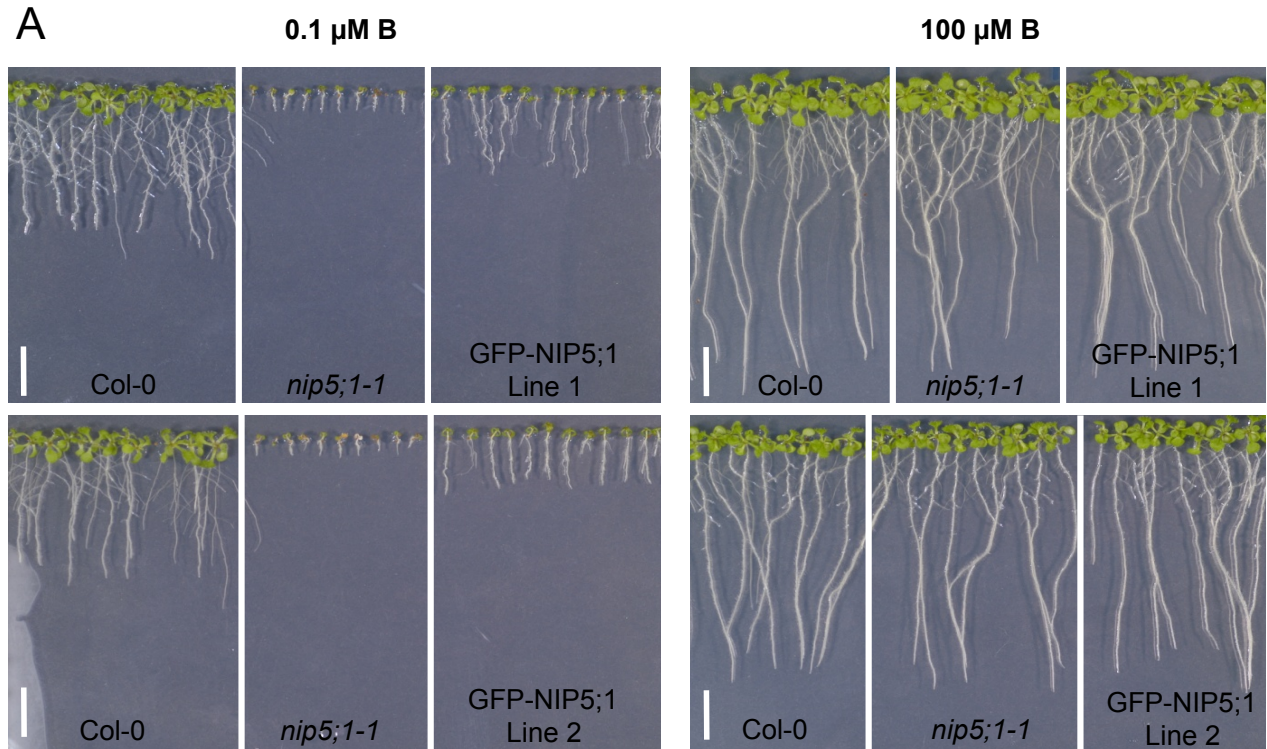 A
0.1 µM B
100 µM B
Col-0
nip5;1-1
GFP-NIP5;1
Line 1
Col-0
nip5;1-1
GFP-NIP5;1
Line 1
Col-0
nip5;1-1
GFP-NIP5;1
Line 2
Col-0
nip5;1-1
GFP-NIP5;1
Line 2